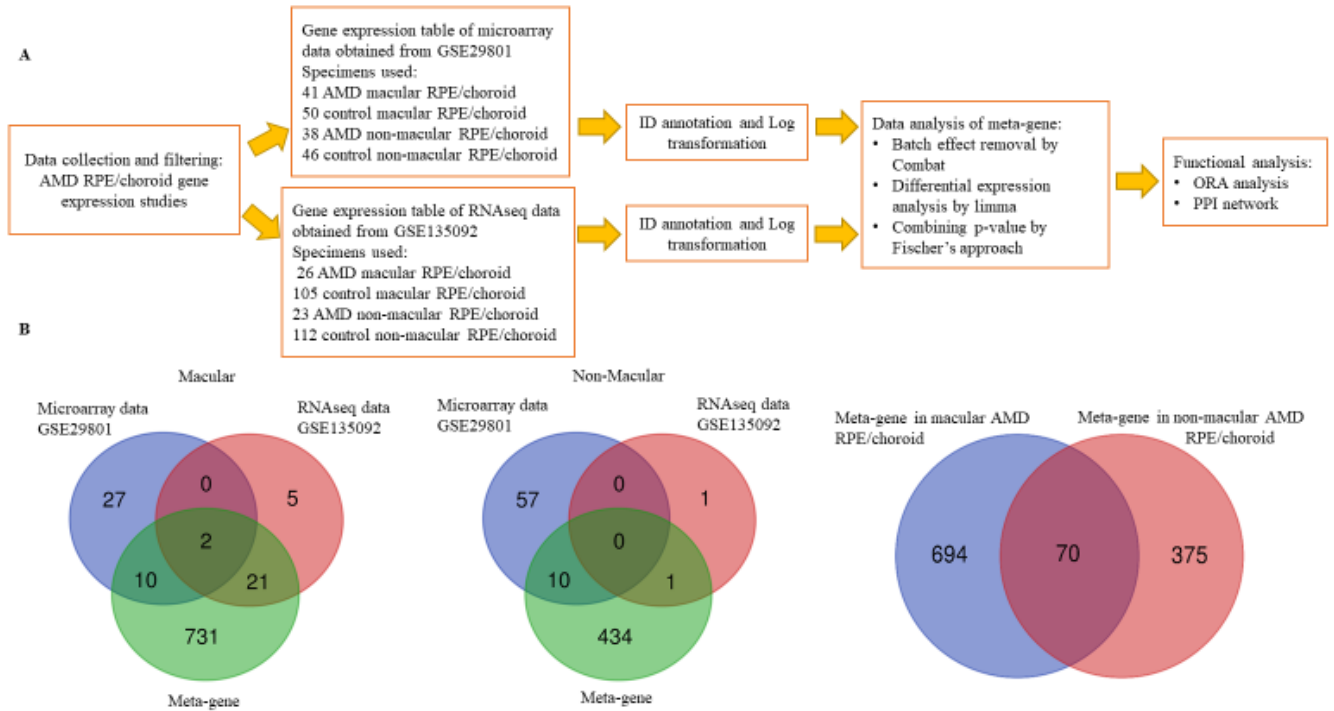 A
Data collection and filtering:
AMD RPE/choroid gene
expression studies
Gene expression table of microarray
data obtained from GSE29801
Specimens used:
41 AMD macular RPE/choroid
50 control macular RPE/choroid
38 AMD non-macular RPE/choroid
46 control non-macular RPE/choroid
Gene expression table of RNAseq data
obtained from GSE135092
Specimens used:
26 AMD macular RPE/choroid
105 control macular RPE/choroid
23 AMD non-macular RPE/choroid
112 control non-macular RPE/choroid
ID annotation and Log
transformation
ID annotation and Log
transformation
Data analysis of meta-gene:
• Batch effect removal by
Combat
• Differential expression
analysis by limma
• Combining p-value by
Fischer's approach
Functional analysis:
• ORA analysis
• PPI network
B
Macular
Microarray data
GSE29801
RNAseq data
GSE135092
27
0
5
2
10
21
731
Meta-gene
Non-Macular
Microarray data
GSE29801
RNAseq data
GSE135092
57
0
1
0
10
1
434
Meta-gene
Meta-gene in macular AMD
RPE/choroid
Meta-gene in non-macular AMD
RPE/choroid
694
70
375